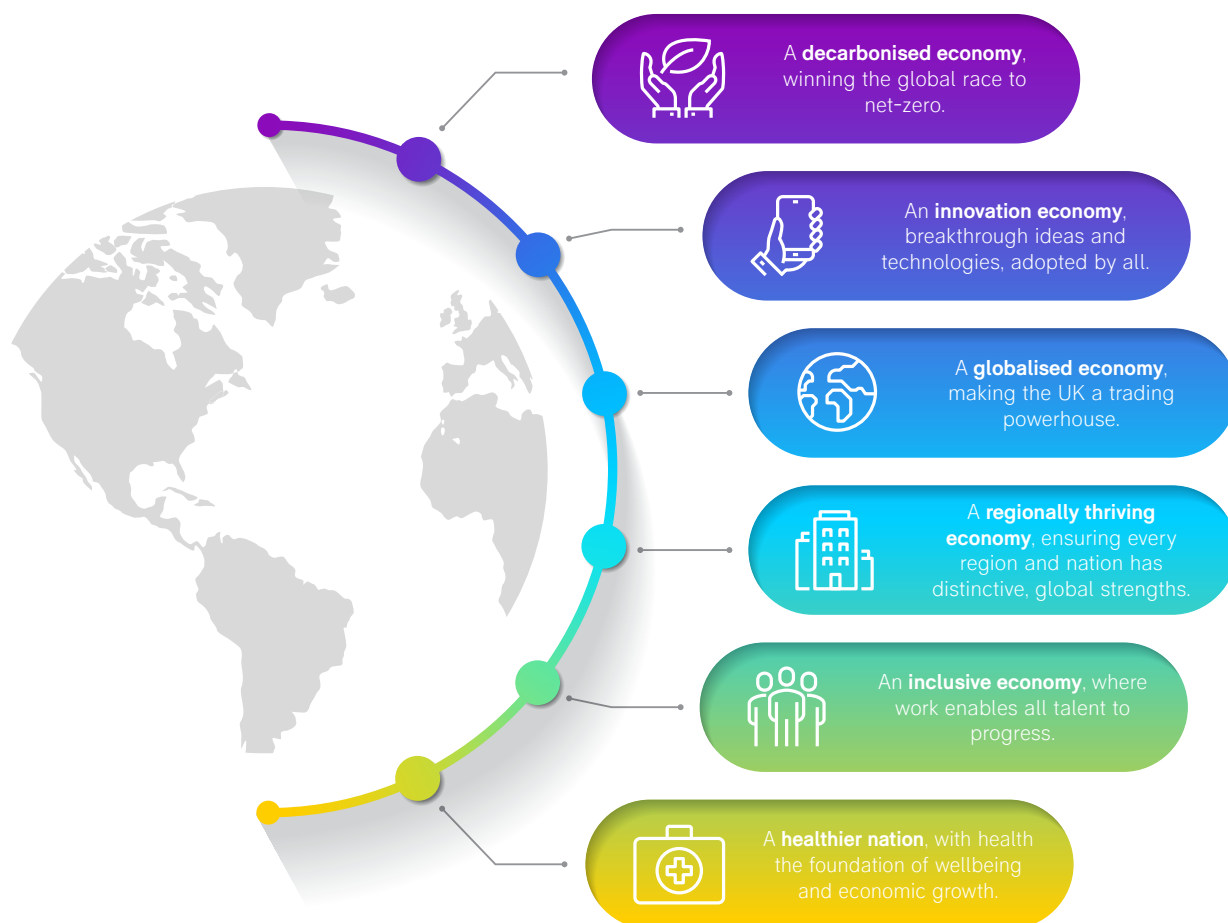 A decarbonised economy,
winning the global race to
net-zero.
An innovation economy,
breakthrough ideas and
technologies, adopted by all.
A globalised economy,
making the UK a trading
powerhouse.
A regionally thriving
economy, ensuring every
region and nation has
distinctive, global strengths.
An inclusive economy, where
work enables all talent to
progress.
A healthier nation, with health
the foundation of wellbeing
and economic growth.